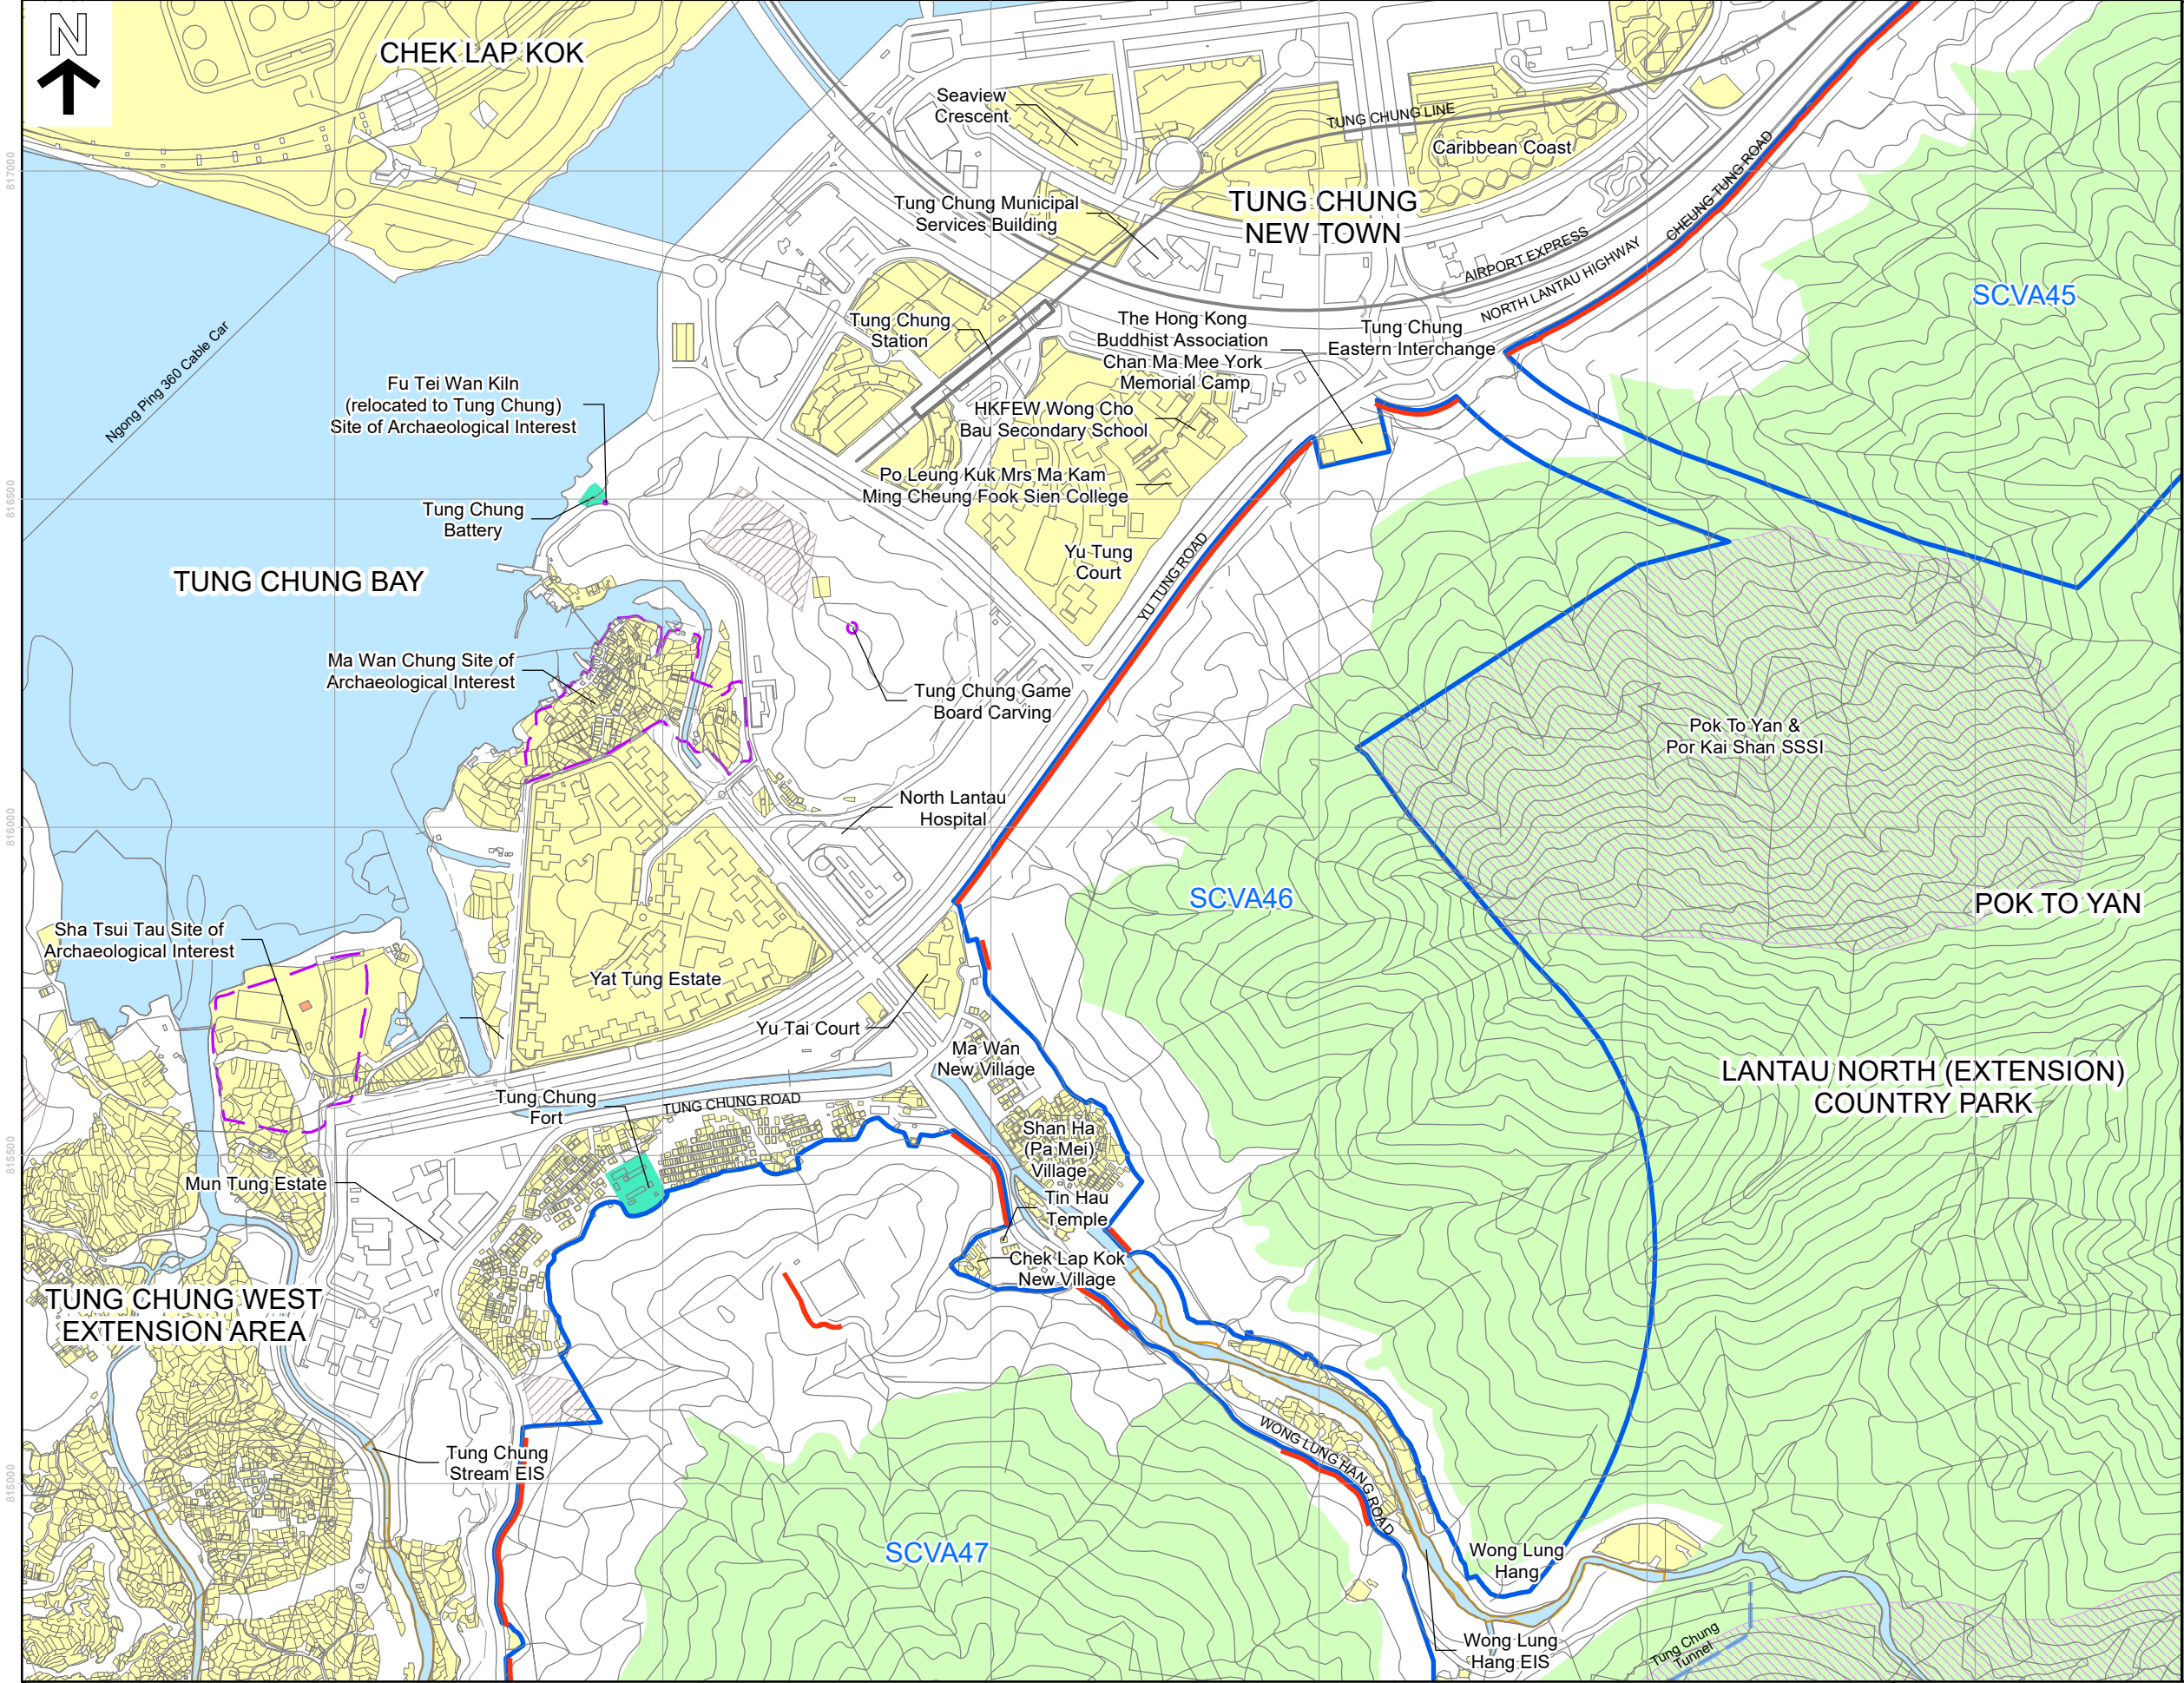 N
CHEK LAP KOK
Seaview
Crescent
TUNG CHUNG LINE
Caribbean Coast
CHEUNG TUNG ROAD
817000
Tung Chung Municipal
Services Building
TUNG CHUNG
NEW TOWN
AIRPORT EXPRESS
NORTH LANTAU HIGHWAY
SCVA45
Ngong Ping 360 Cable Car
Tung Chung
Station
The Hong Kong
Buddhist Association
Chan Ma Mee York
Memorial Camp
Tung Chung
Eastern Interchange
Fu Tei Wan Kiln
(relocated to Tung Chung)
Site of Archaeological Interest
HKFEW Wong Cho
Bau Secondary School
Po Leung Kuk Mrs Ma Kam
Ming Cheung Fook Sien College
816500
Tung Chung
Battery
Yu Tung
Court
YU TUNG ROAD
TUNG CHUNG BAY
Ma Wan Chung Site of
Archaeological Interest
Tung Chung Game
Board Carving
Pok To Yan &
Por Kai Shan SSSI
North Lantau
Hospital
816000
SCVA46
POK TO YAN
Sha Tsui Tau Site of
Archaeological Interest
Yat Tung Estate
Yu Tai Court
Ma Wan
New Village
LANTAU NORTH (EXTENSION)
COUNTRY PARK
Tung Chung
Fort
TUNG CHUNG ROAD
Shan Ha
(Pa Mei)
Village
815500
Mun Tung Estate
Tin Hau
Temple
Chek Lap Kok
New Village
TUNG CHUNG WEST
EXTENSION AREA
Tung Chung
Stream EIS
WONG LUNG HANG ROAD
815000
SCVA47
Wong Lung
Hang
Wong Lung
Hang EIS
Tung Chung
Tunnel